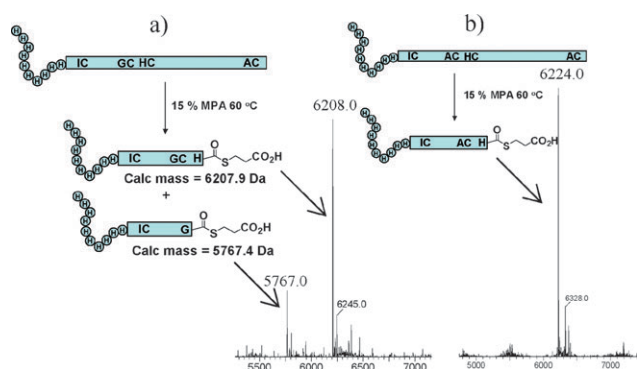 a)
IC GC HC AC
15 % MPA 60 °C
H H H H H H H H H H
IC GC H
O
S CO₂H
Calc mass = 6207.9 Da
+
IC G
O
S CO₂H
Calc mass = 5767.4 Da
5767.0
6208.0
6245.0
5500 6000 6500 7000
b)
IC AC HC AC
15 % MPA 60 °C
IC AC H
O
S CO₂H
6224.0
6328.0
5000 6000 7000